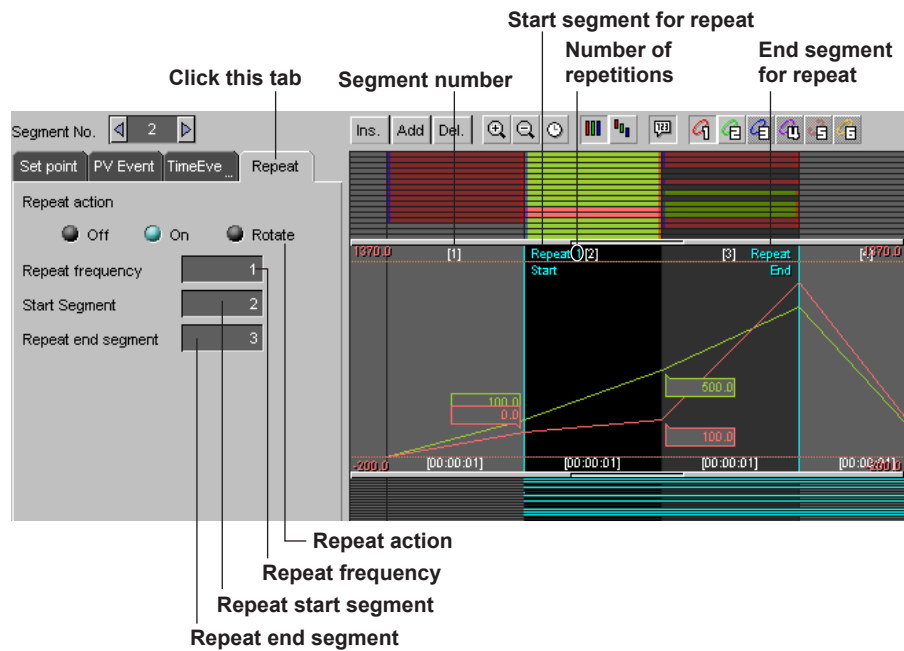 Start segment for repeat
Number of repetitions
End segment for repeat
Click this tab
Segment number
Segment No. 2
Ins. Add Del.
123
Set point PV Event TimeEve... Repeat
Repeat action
Off On Rotate
Repeat frequency 1
Start Segment 2
Repeat end segment 3
1370.0 [1] Repeat 1 [2] [3] Repeat
Start End
100.0
0.0
500.0
100.0
-200.0 [00:00:01] [00:00:01] [00:00:01]
Repeat action
Repeat frequency
Repeat start segment
Repeat end segment